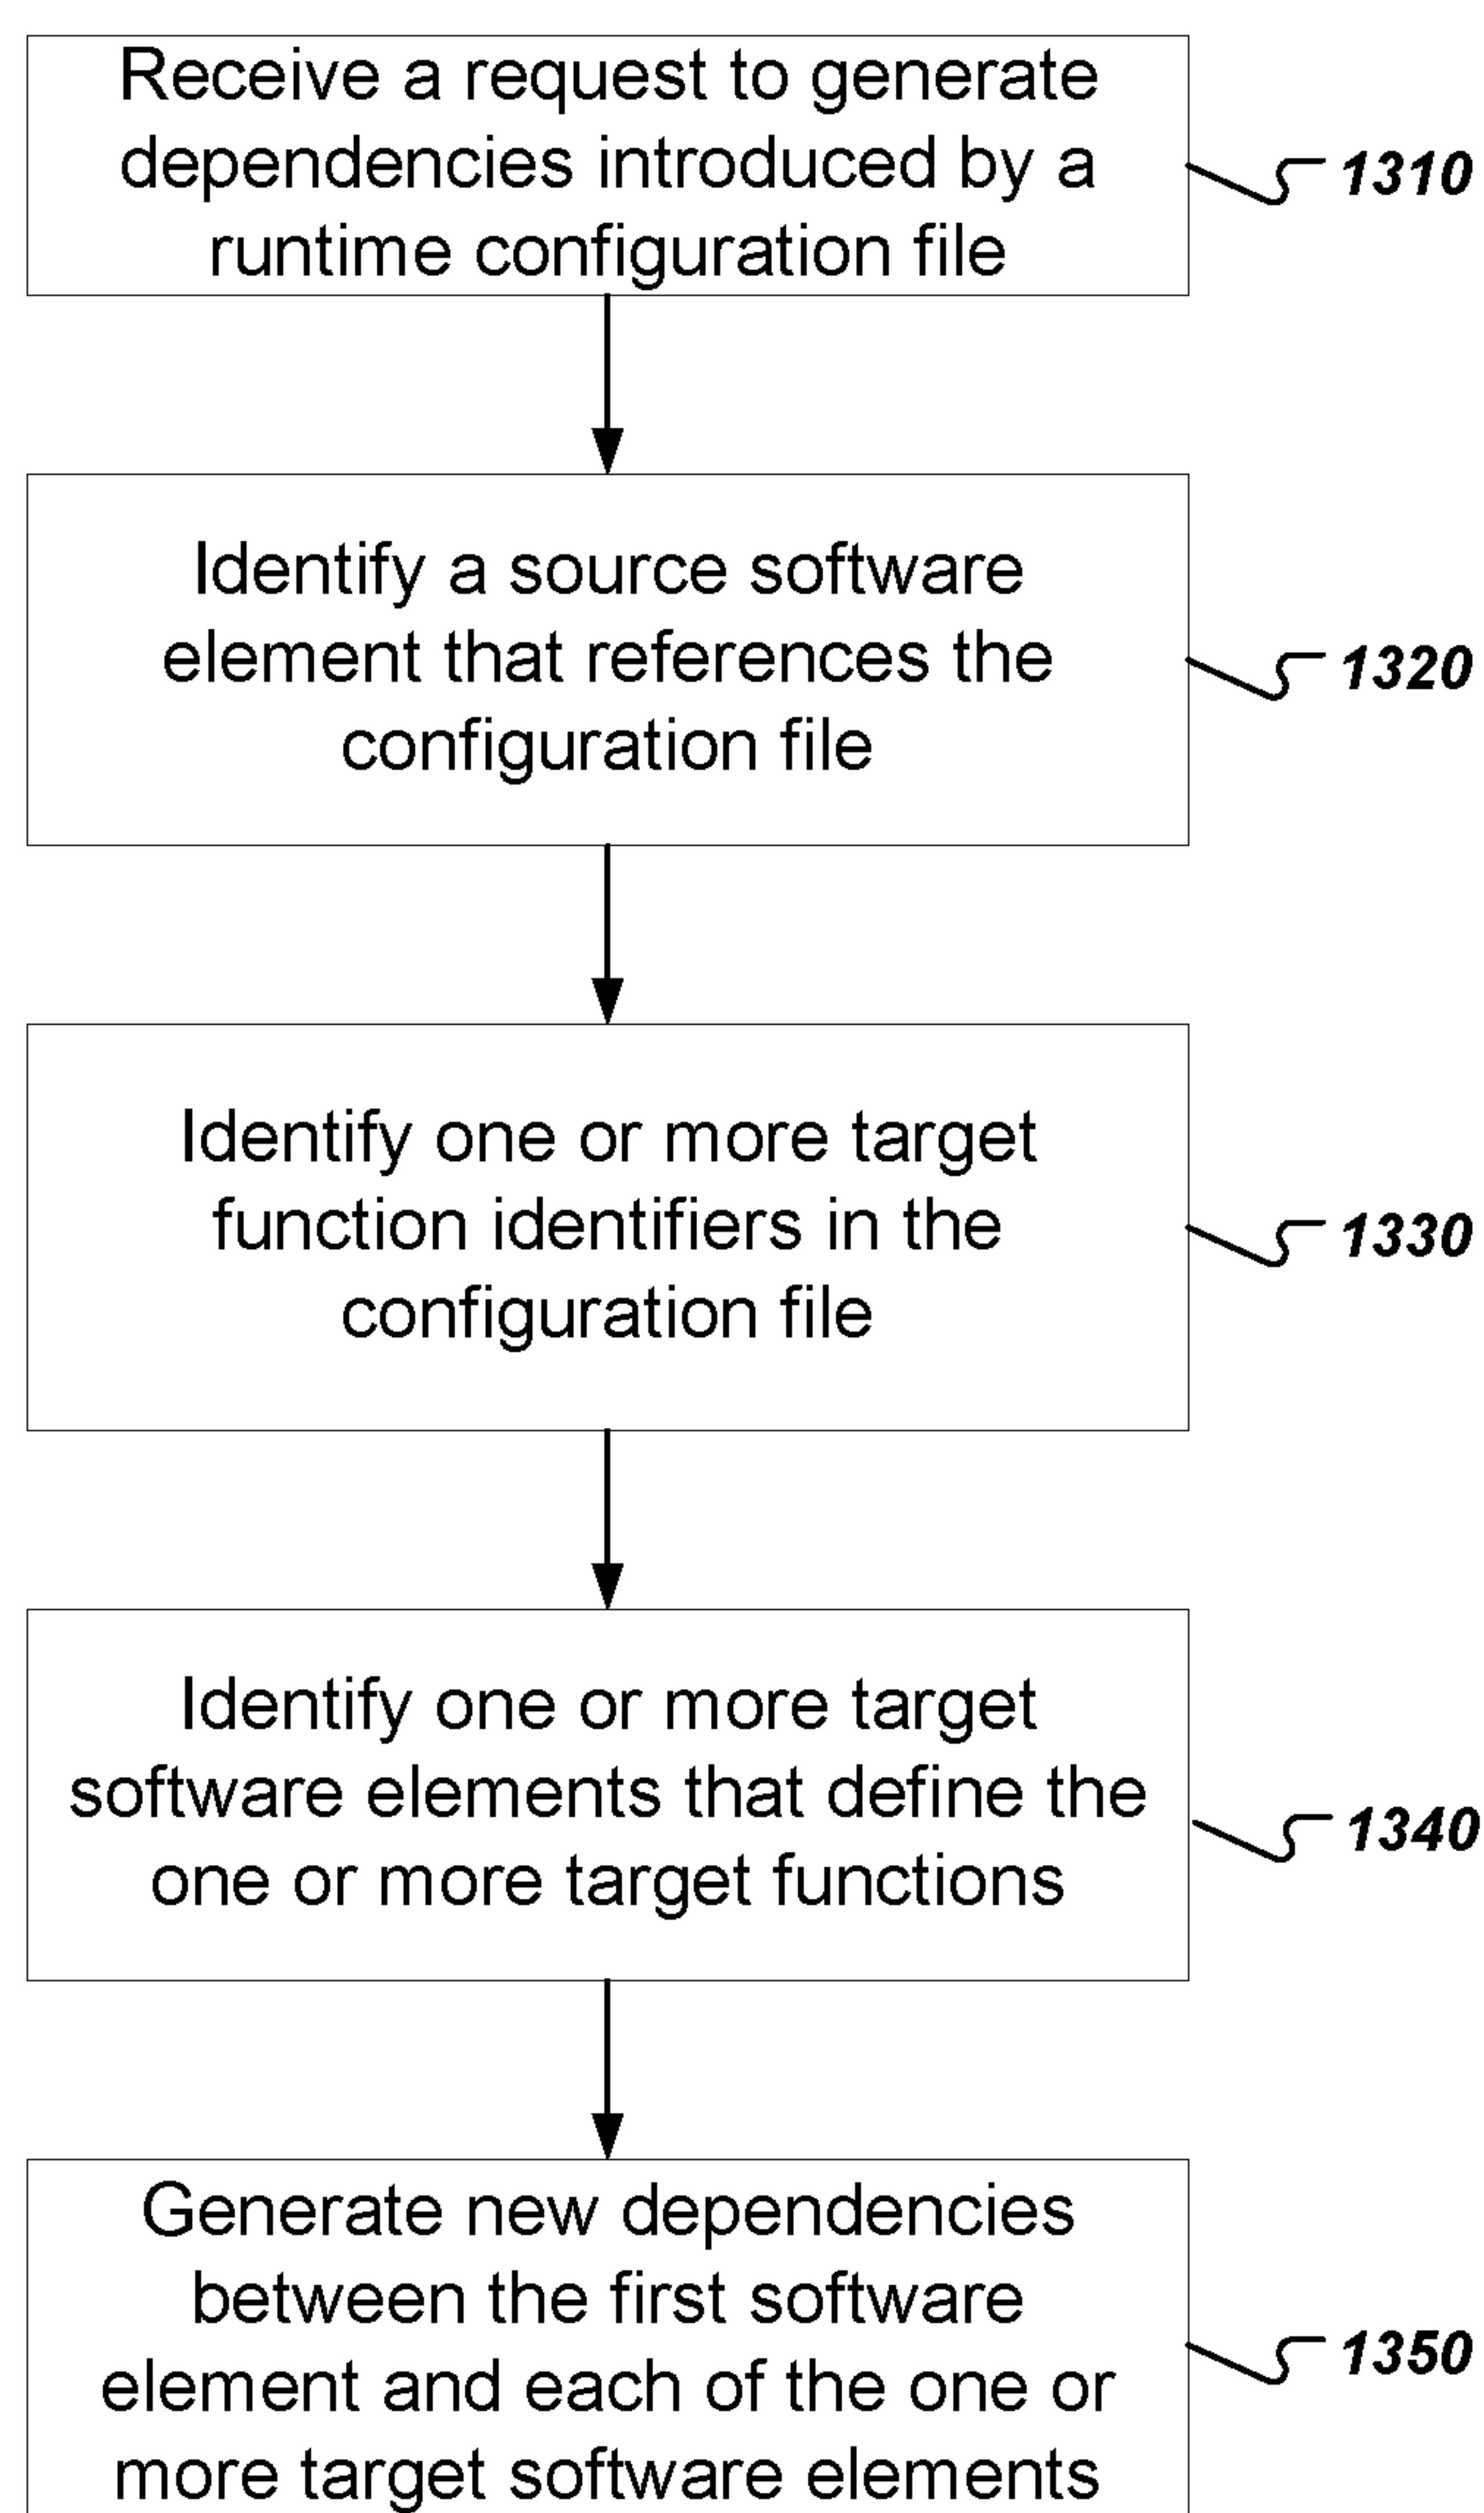 Receive a request to generate
dependencies introduced by a
runtime configuration file
1310
Identify a source software
element that references the
configuration file
1320
Identify one or more target
function identifiers in the
configuration file
1330
Identify one or more target
software elements that define the
one or more target functions
1340
Generate new dependencies
between the first software
element and each of the one or
more target software elements
1350